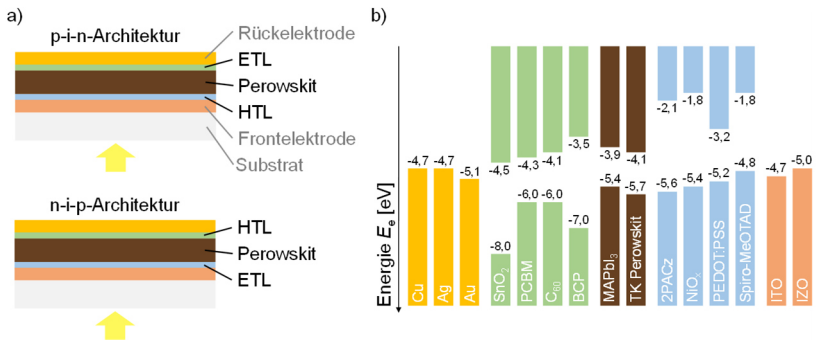 a)
p-i-n-Architektur
Rückelektrode
ETL
Perowskit
HTL
Frontelektrode
Substrat
n-i-p-Architektur
HTL
Perowskit
ETL
b)
Energie Eₑ [eV]
-4,7 -4,7 -5,1 -4,5 -4,3 -4,1 -3,5 -3,9 -4,1 -2,1 -1,8 -3,2 -1,8
-8,0 -6,0 -6,0 -7,0 -5,4 -5,7 -5,6 -5,4 -5,2 -4,8 -4,7 -5,0
Cu
Ag
Au
SnO₂
PCBM
C₆₀
BCP
MAPbI₃
TK Perowskit
2PACz
NiOₓ
PEDOT:PSS
Spiro-MeOTAD
ITO
IZO